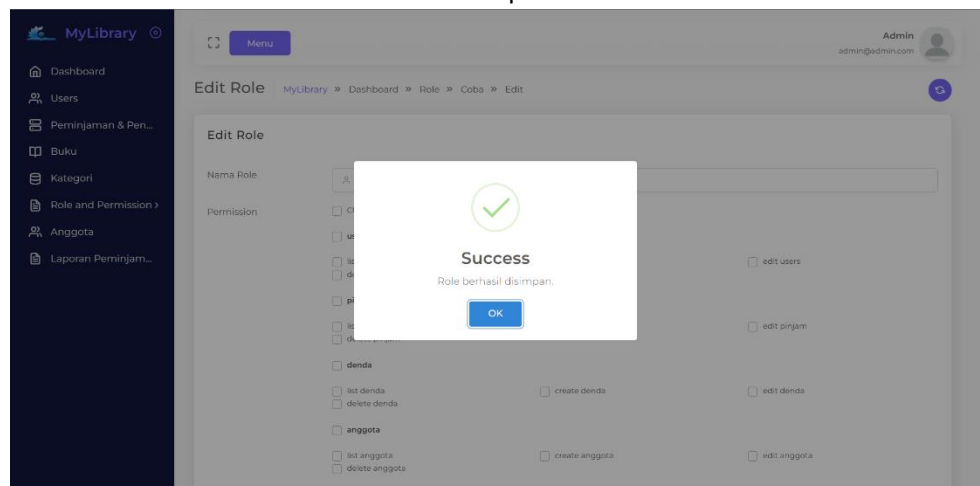 MyLibrary
Menu
Admin
admin@admin.com
Dashboard
Users
Peminjaman & Pen...
Buku
Kategori
Role and Permission >
Anggota
Laporan Peminjam...
Edit Role MyLibrary » Dashboard » Role » Coba » Edit
Edit Role
Nama Role
Permission
edit users
edit pinjam
denda
list denda create denda edit denda
delete denda
anggota
list anggota create anggota edit anggota
delete anggota
Success
Role berhasil disimpan.
OK